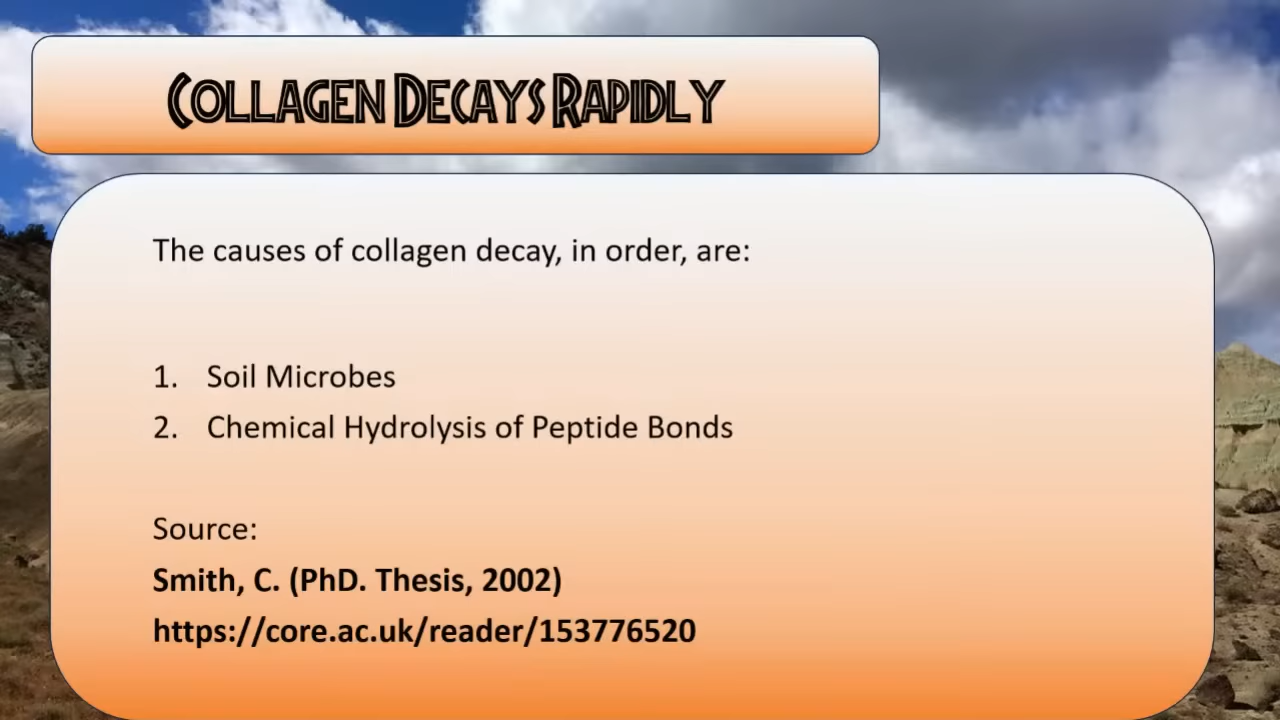 Collagen Decays Rapidly
The causes of collagen decay, in order, are:
1. Soil Microbes
2. Chemical Hydrolysis of Peptide Bonds
Source:
Smith, C. (PhD. Thesis, 2002)
https://core.ac.uk/reader/153776520